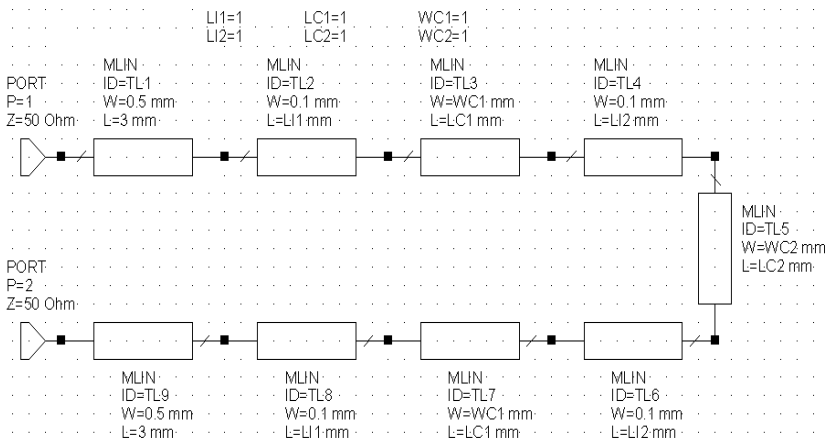 LI1=1 LC1=1 WC1=1
LI2=1 LC2=1 WC2=1
PORT
P=1
Z=50 Ohm
MLIN
ID=TL1
W=0.5 mm
L=3 mm
MLIN
ID=TL2
W=0.1 mm
L=LI1 mm
MLIN
ID=TL3
W=WC1 mm
L=LC1 mm
MLIN
ID=TL4
W=0.1 mm
L=LI2 mm
MLIN
ID=TL5
W=WC2 mm
L=LC2 mm
PORT
P=2
Z=50 Ohm
MLIN
ID=TL9
W=0.5 mm
L=3 mm
MLIN
ID=TL8
W=0.1 mm
L=LI1 mm
MLIN
ID=TL7
W=WC1 mm
L=LC1 mm
MLIN
ID=TL6
W=0.1 mm
L=LI2 mm